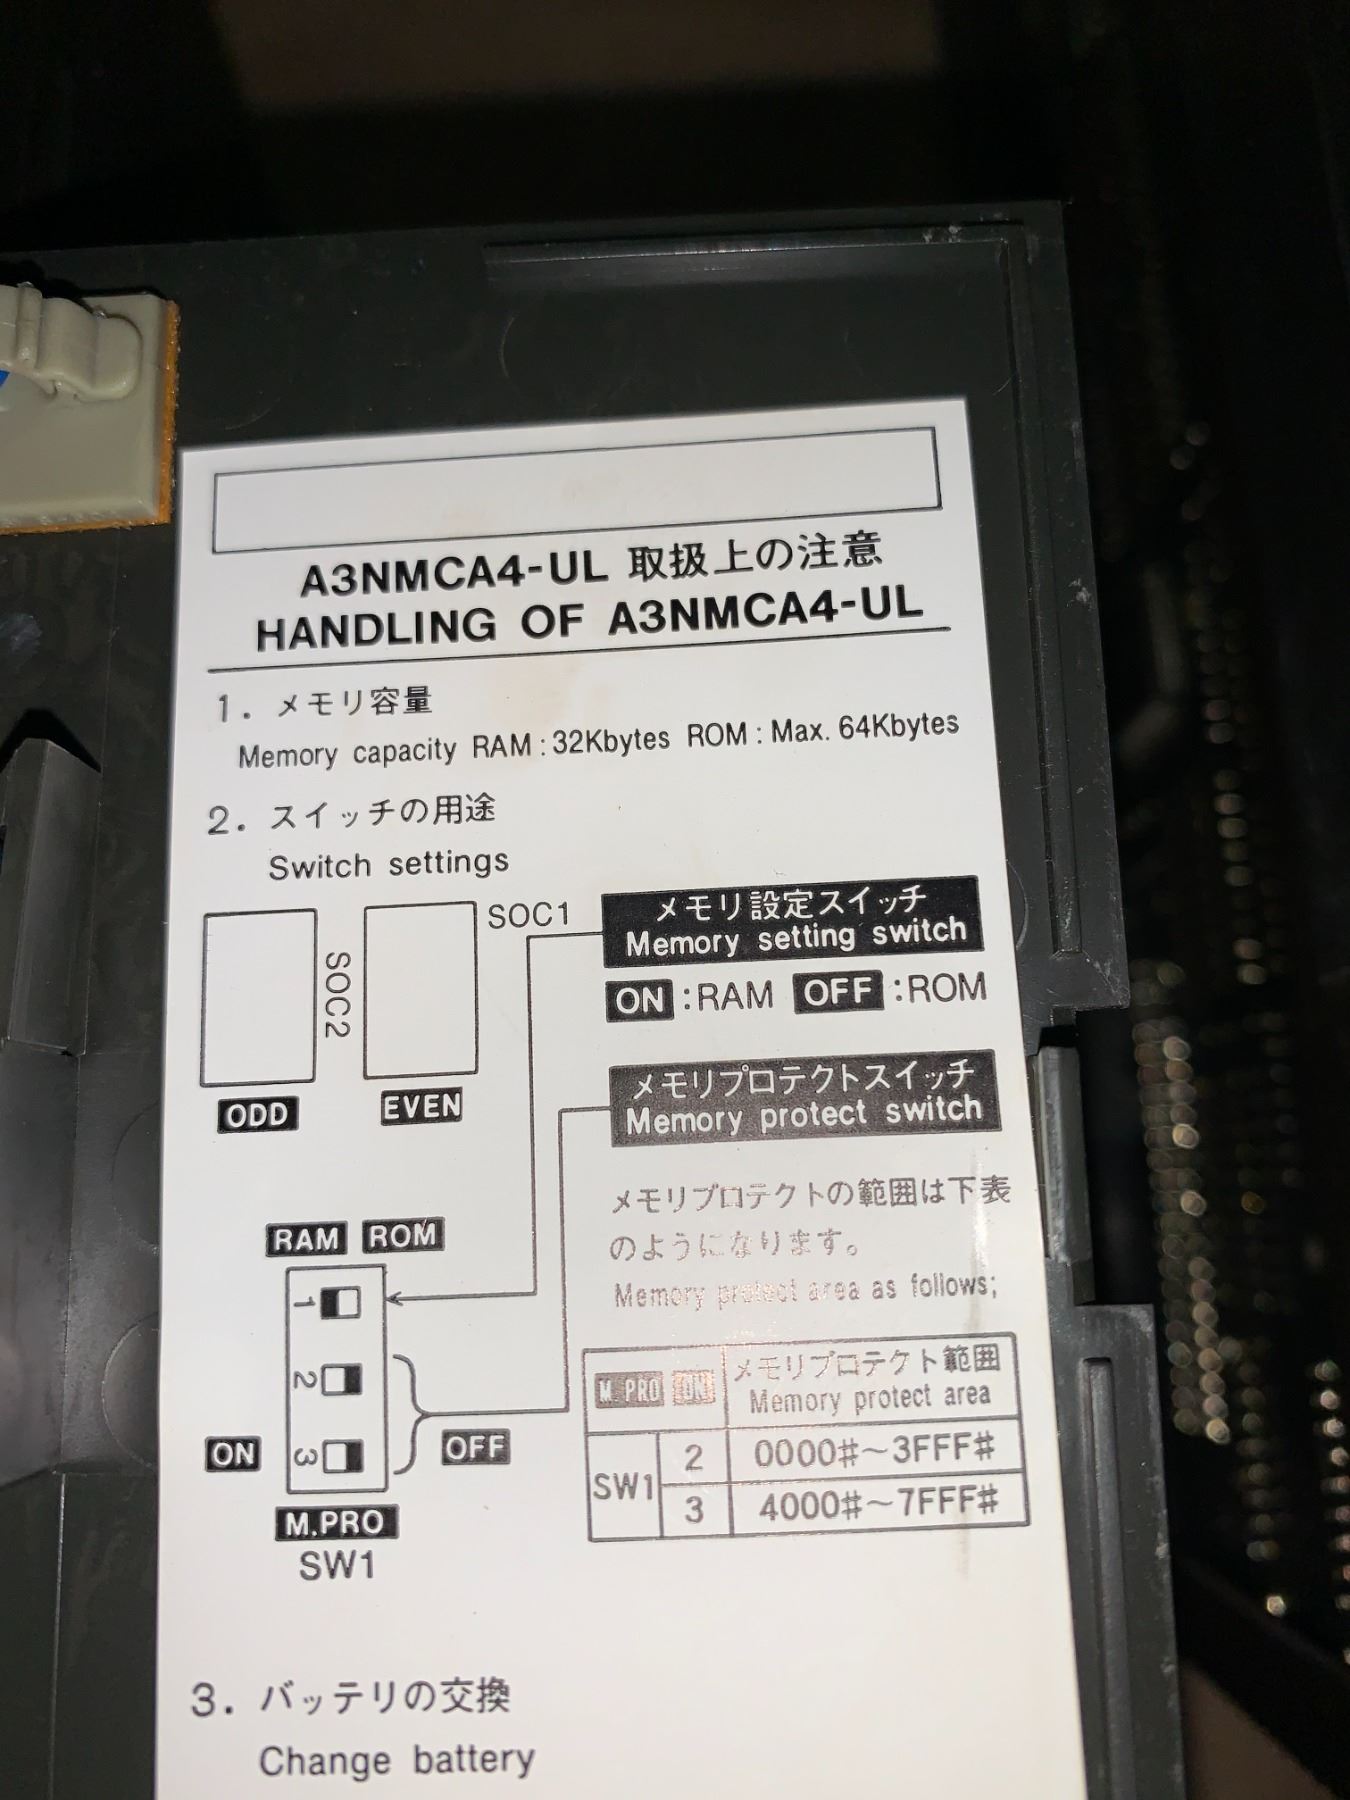 A3NMCA4-UL 取扱上の注意
HANDLING OF A3NMCA4-UL
1. メモリ容量
Memory capacity RAM : 32Kbytes ROM : Max. 64Kbytes
2. スイッチの用途
Switch settings
SOC2
SOC1
ODD
EVEN
メモリ設定スイッチ
Memory setting switch
ON :RAM OFF :ROM
メモリプロテクトスイッチ
Memory protect switch
メモリプロテクトの範囲は下表
のようになります。
Memory protect area as follows;
RAM ROM
1
2
3
ON
OFF
M.PRO
SW1
M.PRO ON メモリプロテクト範囲
Memory protect area
SW1 2 0000#~3FFF#
3 4000#~7FFF#
3. バッテリの交換
Change battery